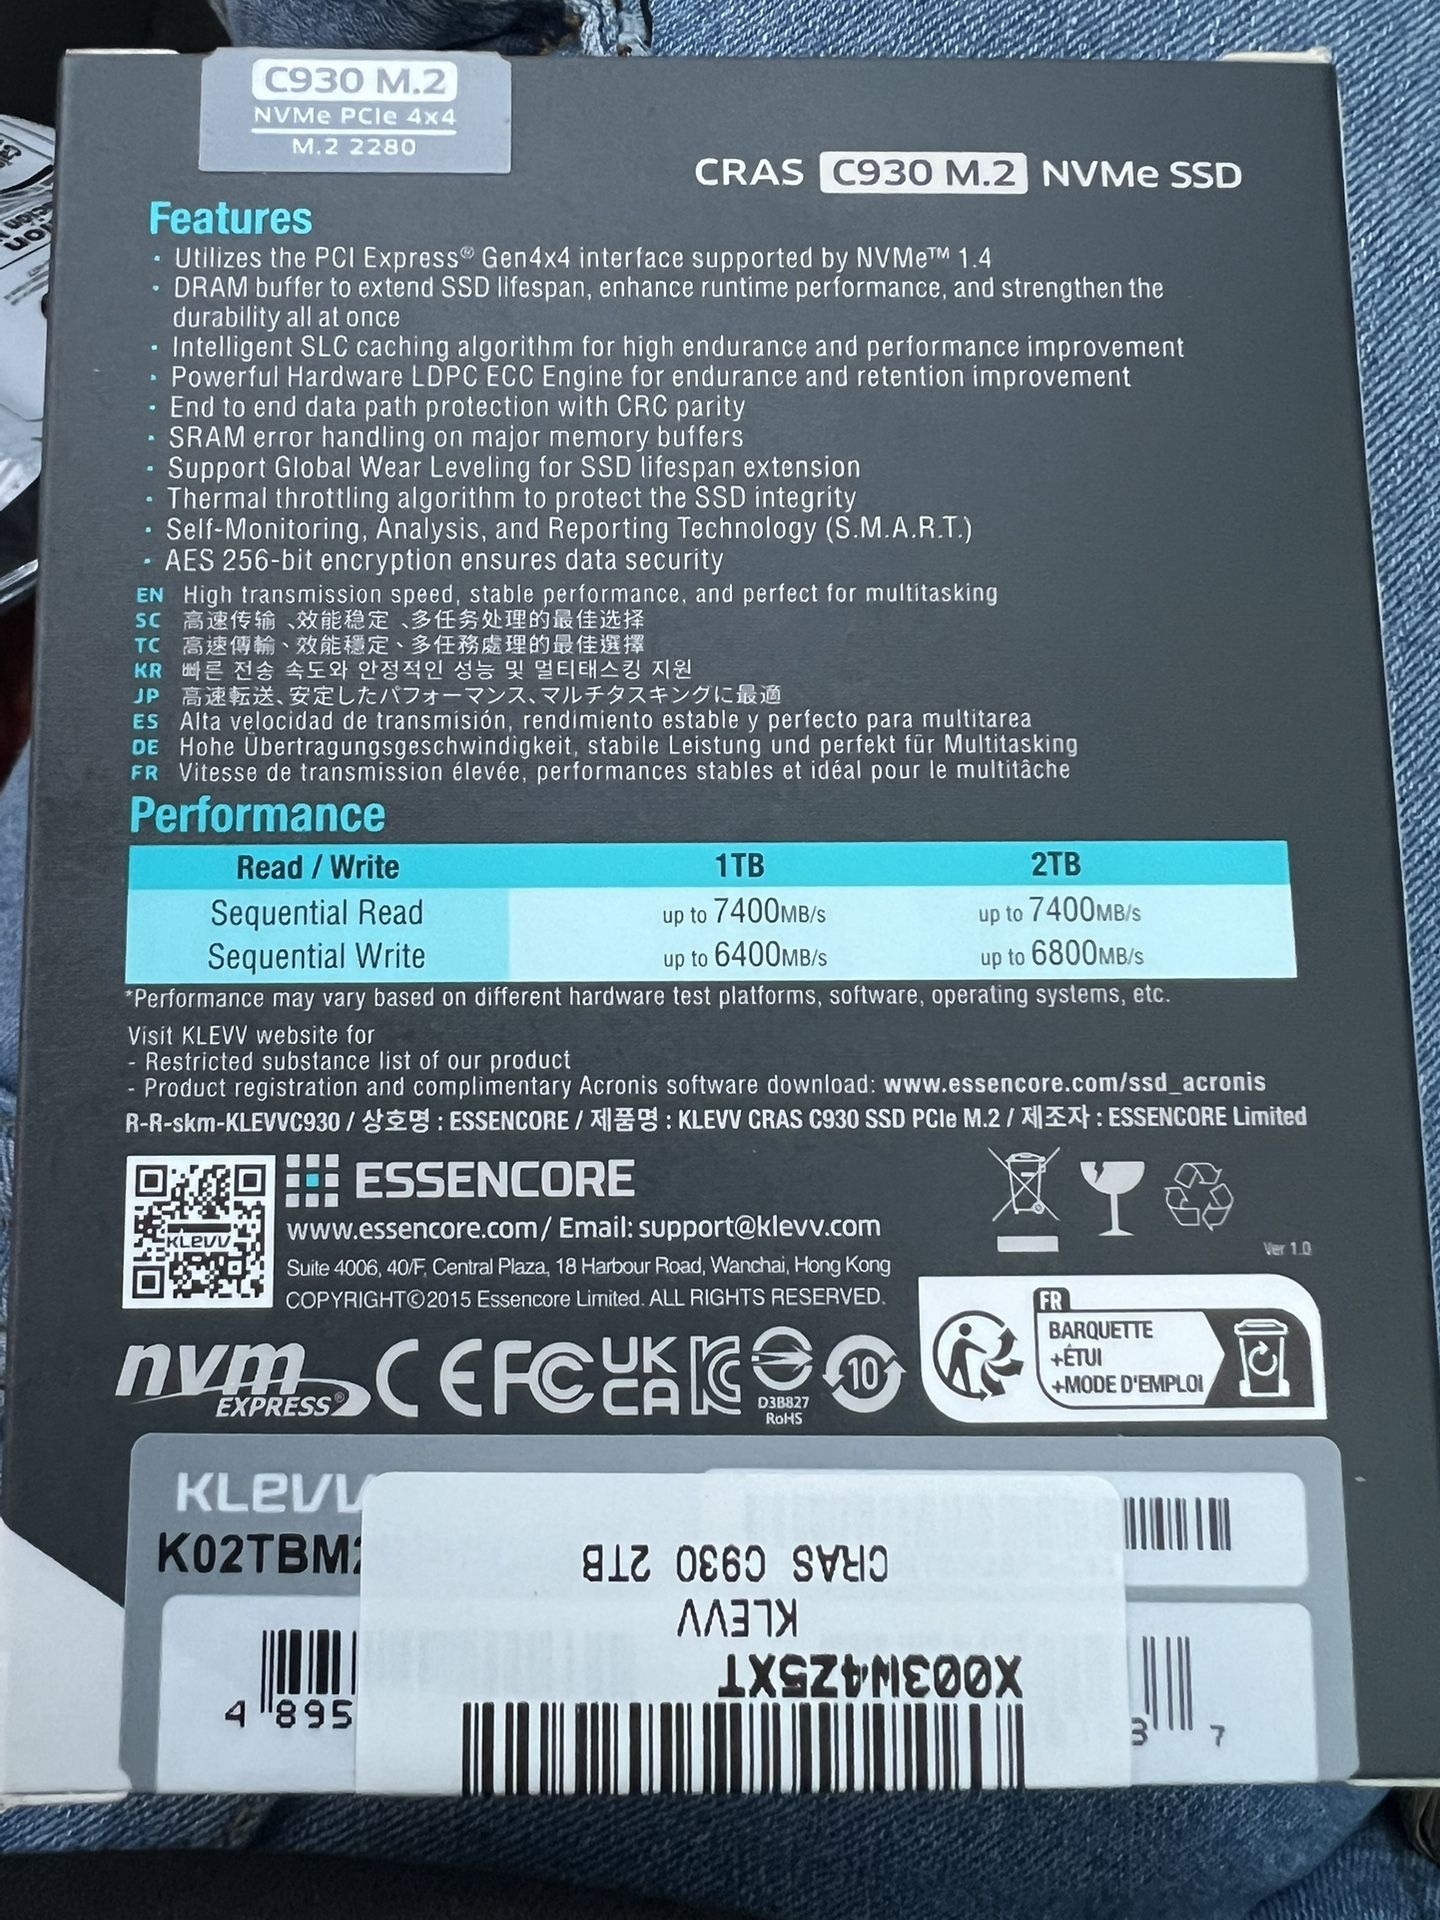 C930 M.2
NVMe PCIe 4x4
M.2 2280
CRAS C930 M.2 NVMe SSD
Features
· Utilizes the PCI Express® Gen4x4 interface supported by NVMe™ 1.4
· DRAM buffer to extend SSD lifespan, enhance runtime performance, and strengthen the
durability all at once
· Intelligent SLC caching algorithm for high endurance and performance improvement
· Powerful Hardware LDPC ECC Engine for endurance and retention improvement
· End to end data path protection with CRC parity
· SRAM error handling on major memory buffers
· Support Global Wear Leveling for SSD lifespan extension
· Thermal throttling algorithm to protect the SSD integrity
· Self-Monitoring, Analysis, and Reporting Technology (S.M.A.R.T.)
· AES 256-bit encryption ensures data security
EN High transmission speed, stable performance, and perfect for multitasking
SC 高速传输、效能稳定、多任务处理的最佳选择
TC 高速傳輸、效能穩定、多任務處理的最佳選擇
KR 빠른 전송 속도와 안정적인 성능 및 멀티태스킹 지원
JP 高速転送、安定したパフォーマンス、マルチタスキングに最適
ES Alta velocidad de transmisión, rendimiento estable y perfecto para multitarea
DE Hohe Übertragungsgeschwindigkeit, stabile Leistung und perfekt für Multitasking
FR Vitesse de transmission élevée, performances stables et idéal pour le multitâche
Performance
Read / Write 1TB 2TB
Sequential Read up to 7400MB/s up to 7400MB/s
Sequential Write up to 6400MB/s up to 6800MB/s
*Performance may vary based on different hardware test platforms, software, operating systems, etc.
Visit KLEVV website for
- Restricted substance list of our product
- Product registration and complimentary Acronis software download: www.essencore.com/ssd_acronis
R-R-skm-KLEVVC930 / 상호명 : ESSENCORE / 제품명 : KLEVV CRAS C930 SSD PCIe M.2 / 제조자 : ESSENCORE Limited
KLEVV
ESSENCORE
www.essencore.com/ Email: support@klevv.com
Suite 4006, 40/F, Central Plaza, 18 Harbour Road, Wanchai, Hong Kong
COPYRIGHT©2015 Essencore Limited. ALL RIGHTS RESERVED.
Ver 1.0
nvm
EXPRESS®
CE FC UK
CA
D33827
RoHS
10
FR
BARQUETTE
+ÉTUI
+MODE D'EMPLOI
KLEVV
K02TBM2
CRAS C930 2TB
KLEVV
X003W4Z5XT
4 895
3 7